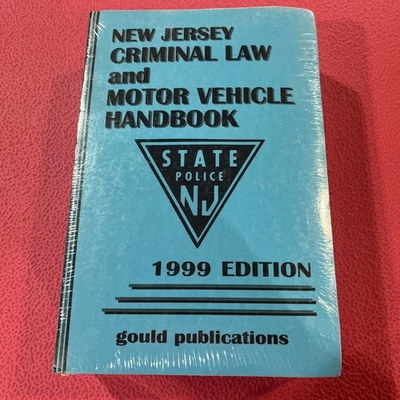 NEW JERSEY
CRIMINAL LAW
and
MOTOR VEHICLE
HANDBOOK
STATE
POLICE
NJ
1999 EDITION
gould publications